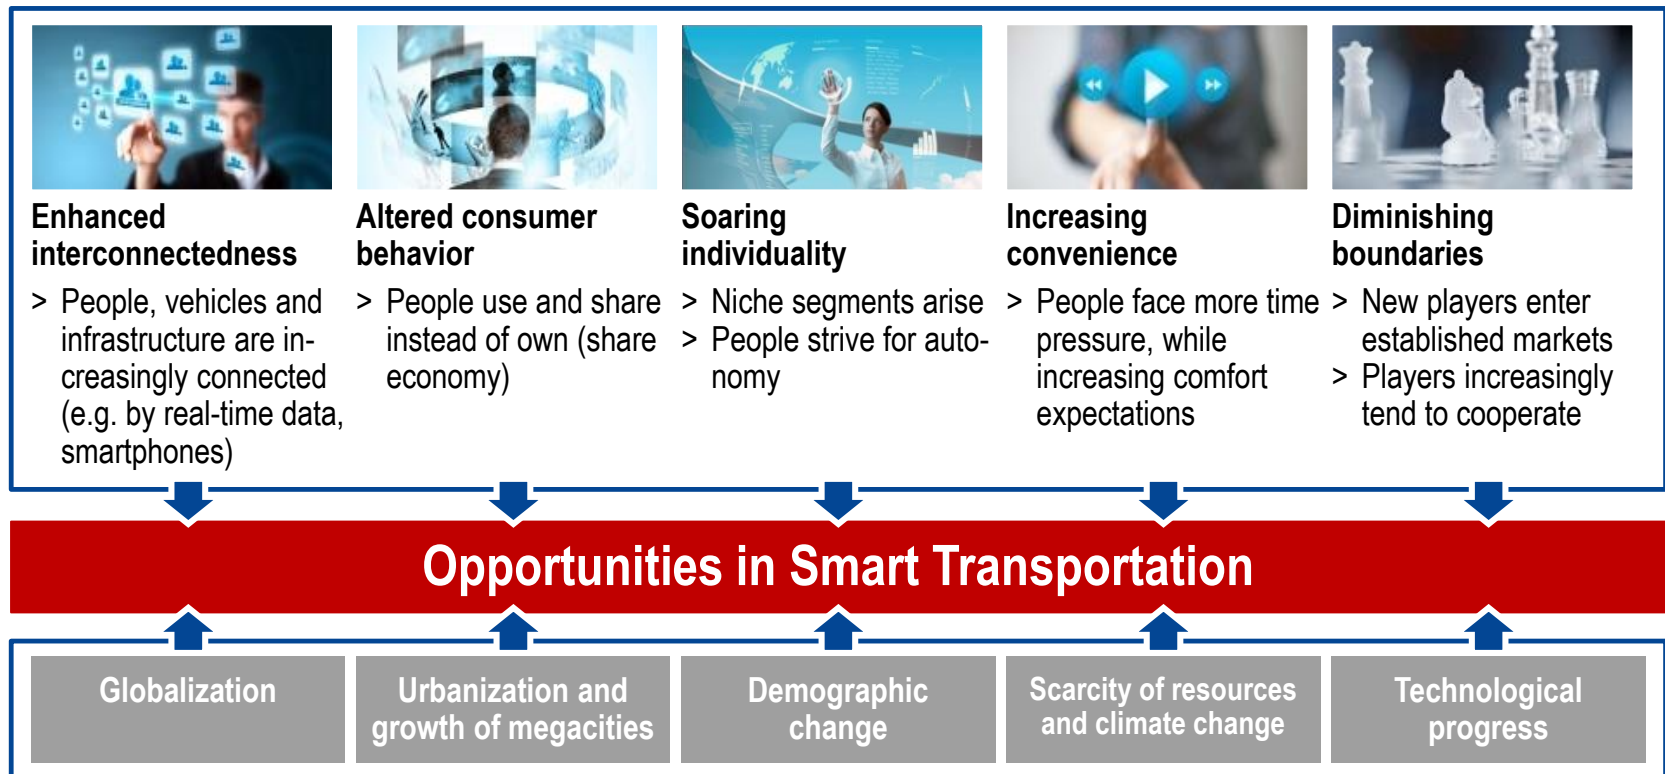 Enhanced
interconnectedness
> People, vehicles and
infrastructure are in-
creasingly connected
(e.g. by real-time data,
smartphones)
Altered consumer
behavior
> People use and share
instead of own (share
economy)
Soaring
individuality
> Niche segments arise
> People strive for auto-
nomy
Increasing
convenience
> People face more time
pressure, while
increasing comfort
expectations
Diminishing
boundaries
> New players enter
established markets
> Players increasingly
tend to cooperate
Opportunities in Smart Transportation
Globalization
Urbanization and
growth of megacities
Demographic
change
Scarcity of resources
and climate change
Technological
progress